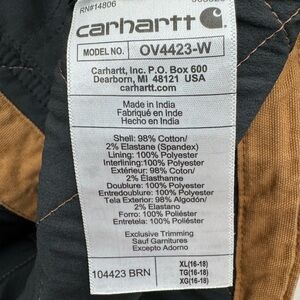 RN#14806
carhartt
MODEL NO. OV4423-W
Carhartt, Inc. P.O. Box 600
Dearborn, MI 48121 USA
carhartt.com
Made in India
Fabriqué en Inde
Hecho en India
Shell: 98% Cotton/
2% Elastane (Spandex)
Lining: 100% Polyester
Interlining: 100% Polyester
Extérieur: 98% Coton/
2% Élasthanne
Doublure: 100% Polyester
Entredoublure: 100% Polyester
Tela Exterior: 98% Algodón/
2% Elastano
Forro: 100% Poliéster
Entretela: 100% Poliéster
Exclusive Trimming
Sauf Garnitures
Excepto Adorno
104423 BRN
XL(16-18)
TG(16-18)
XG(16-18)